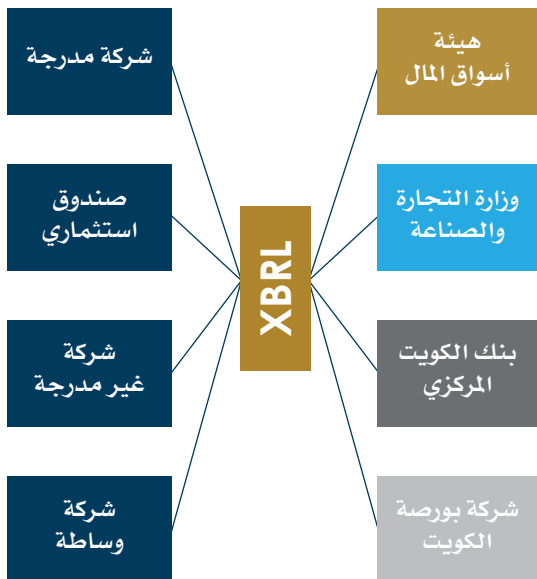 هيئة
أسواق المال
وزارة التجارة
والصناعة
بنك الكويت
المركزي
شركة بورصة
الكويت
XBRL
شركة مدرجة
صندوق
استثماري
شركة
غير مدرجة
شركة
وساطة